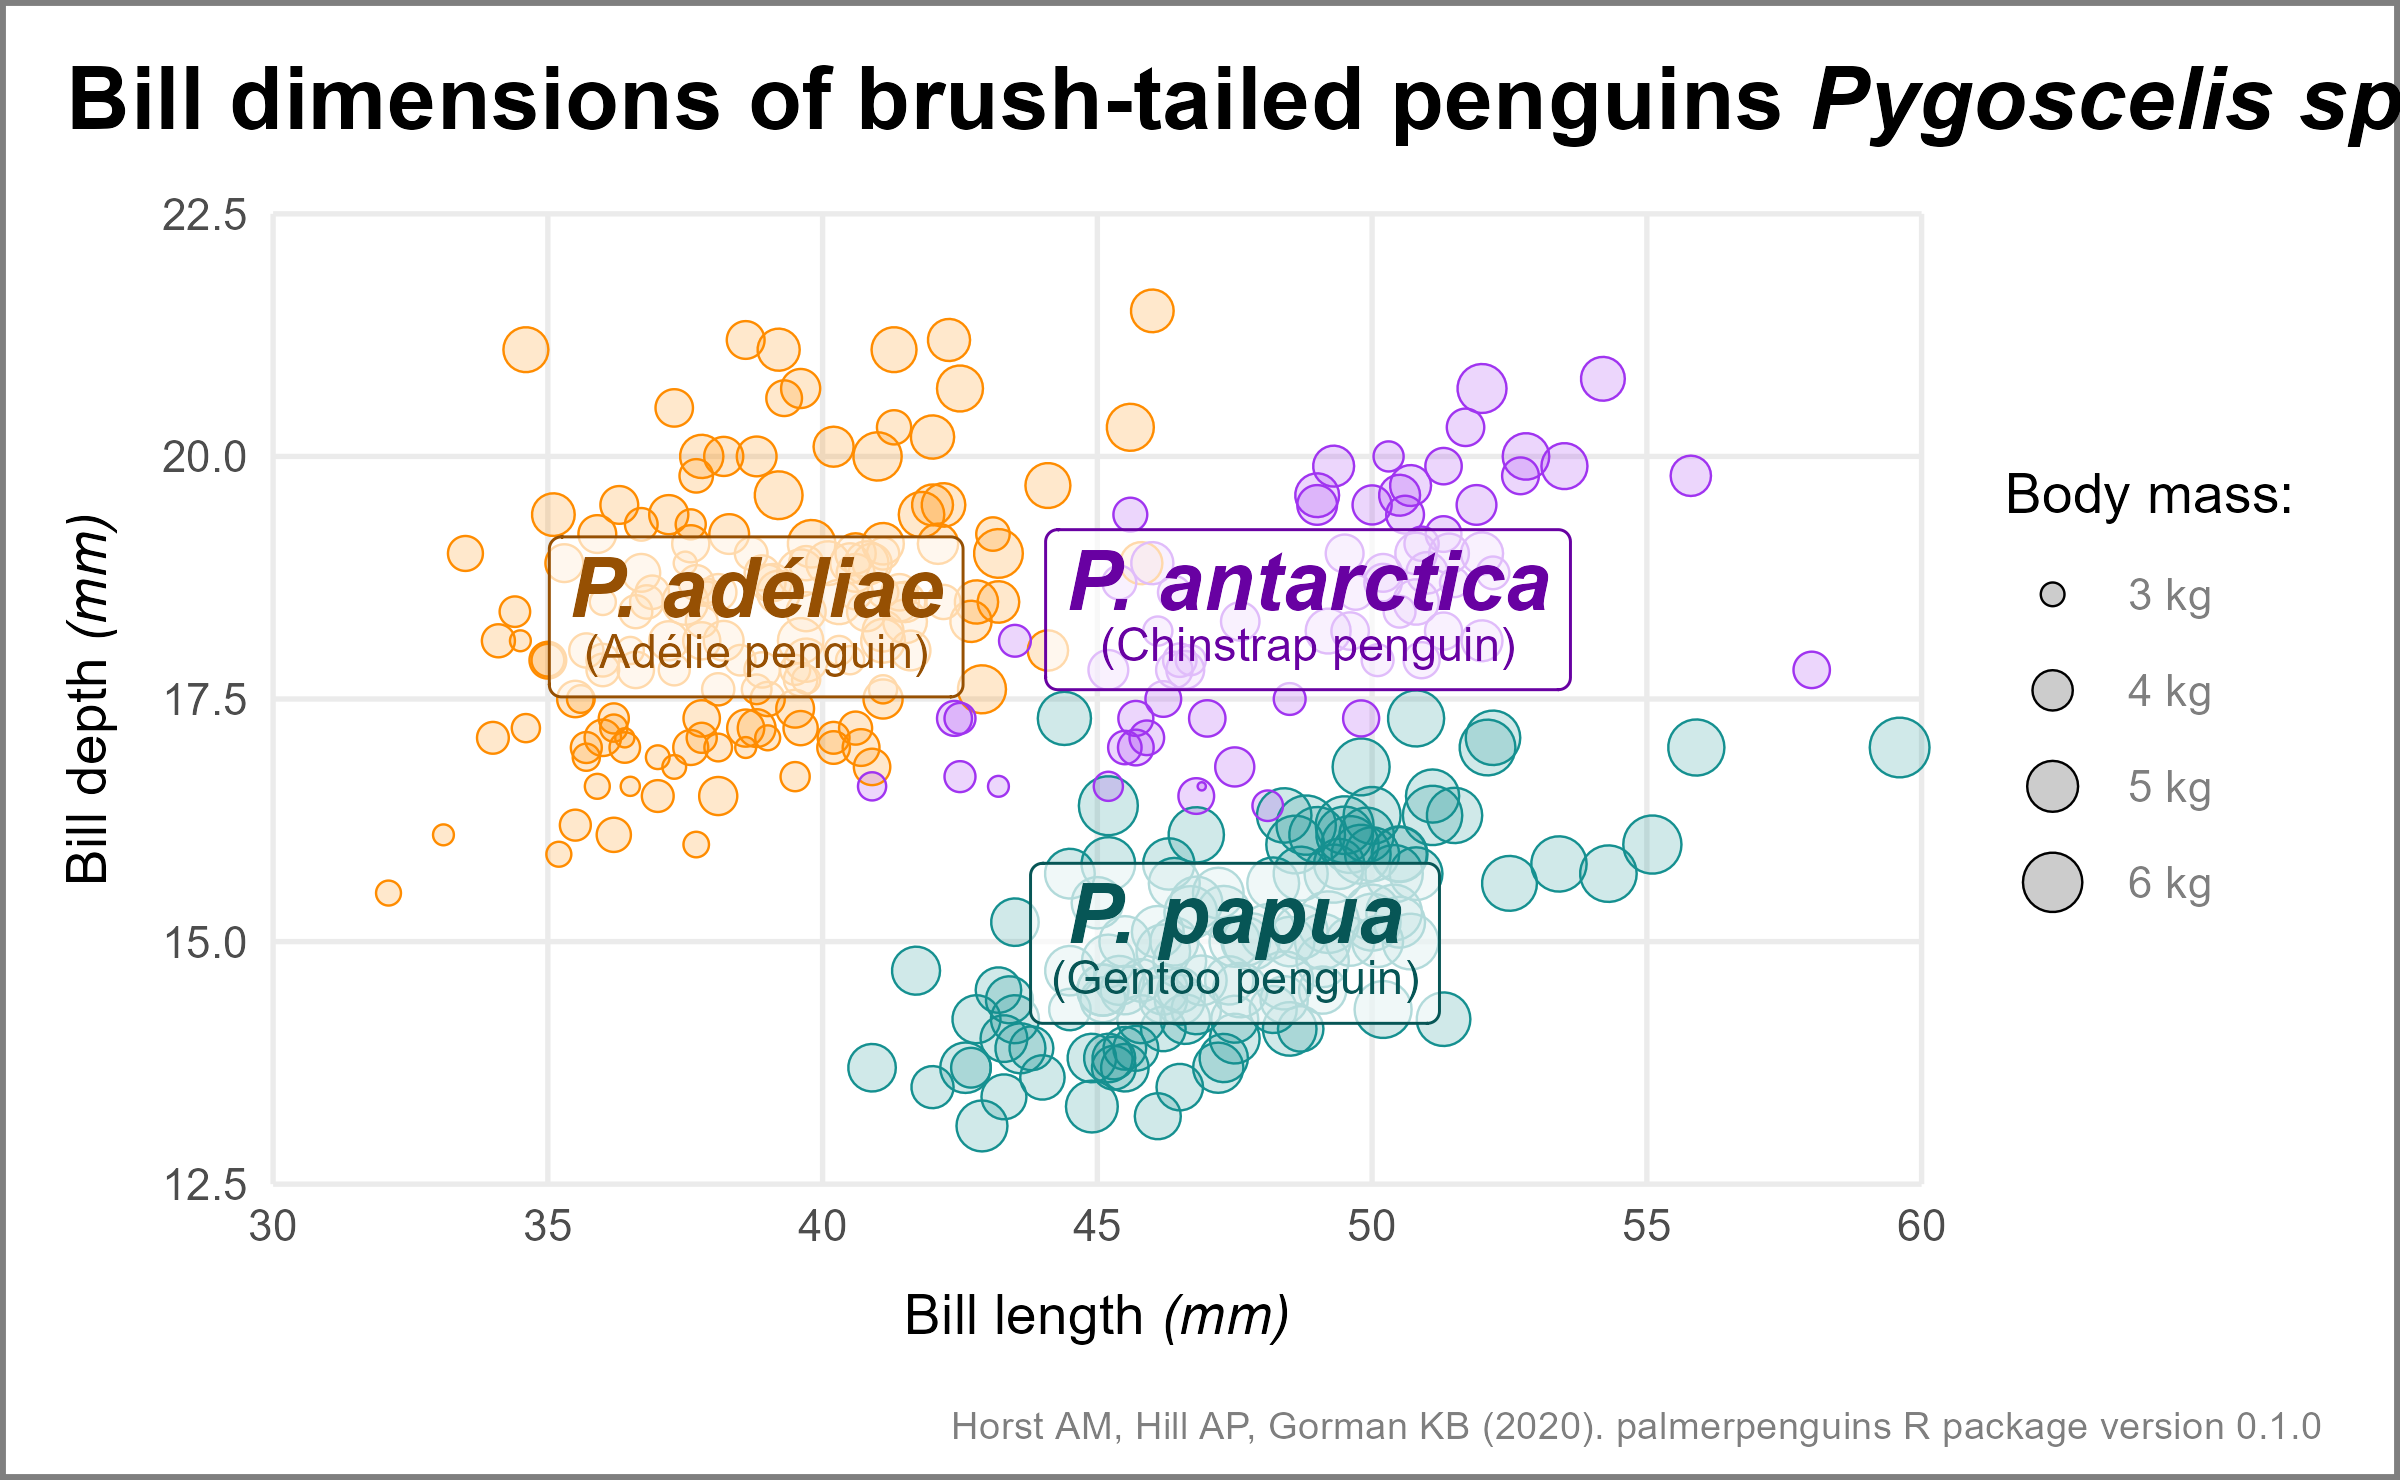 Bill dimensions of brush-tailed penguins Pygoscelis sp
22.5
20.0
17.5
15.0
12.5
30 35 40 45 50 55 60
Bill depth (mm)
Bill length (mm)
P. adéliae
(Adélie penguin)
P. antarctica
(Chinstrap penguin)
P. papua
(Gentoo penguin)
Body mass:
3 kg
4 kg
5 kg
6 kg
Horst AM, Hill AP, Gorman KB (2020). palmerpenguins R package version 0.1.0